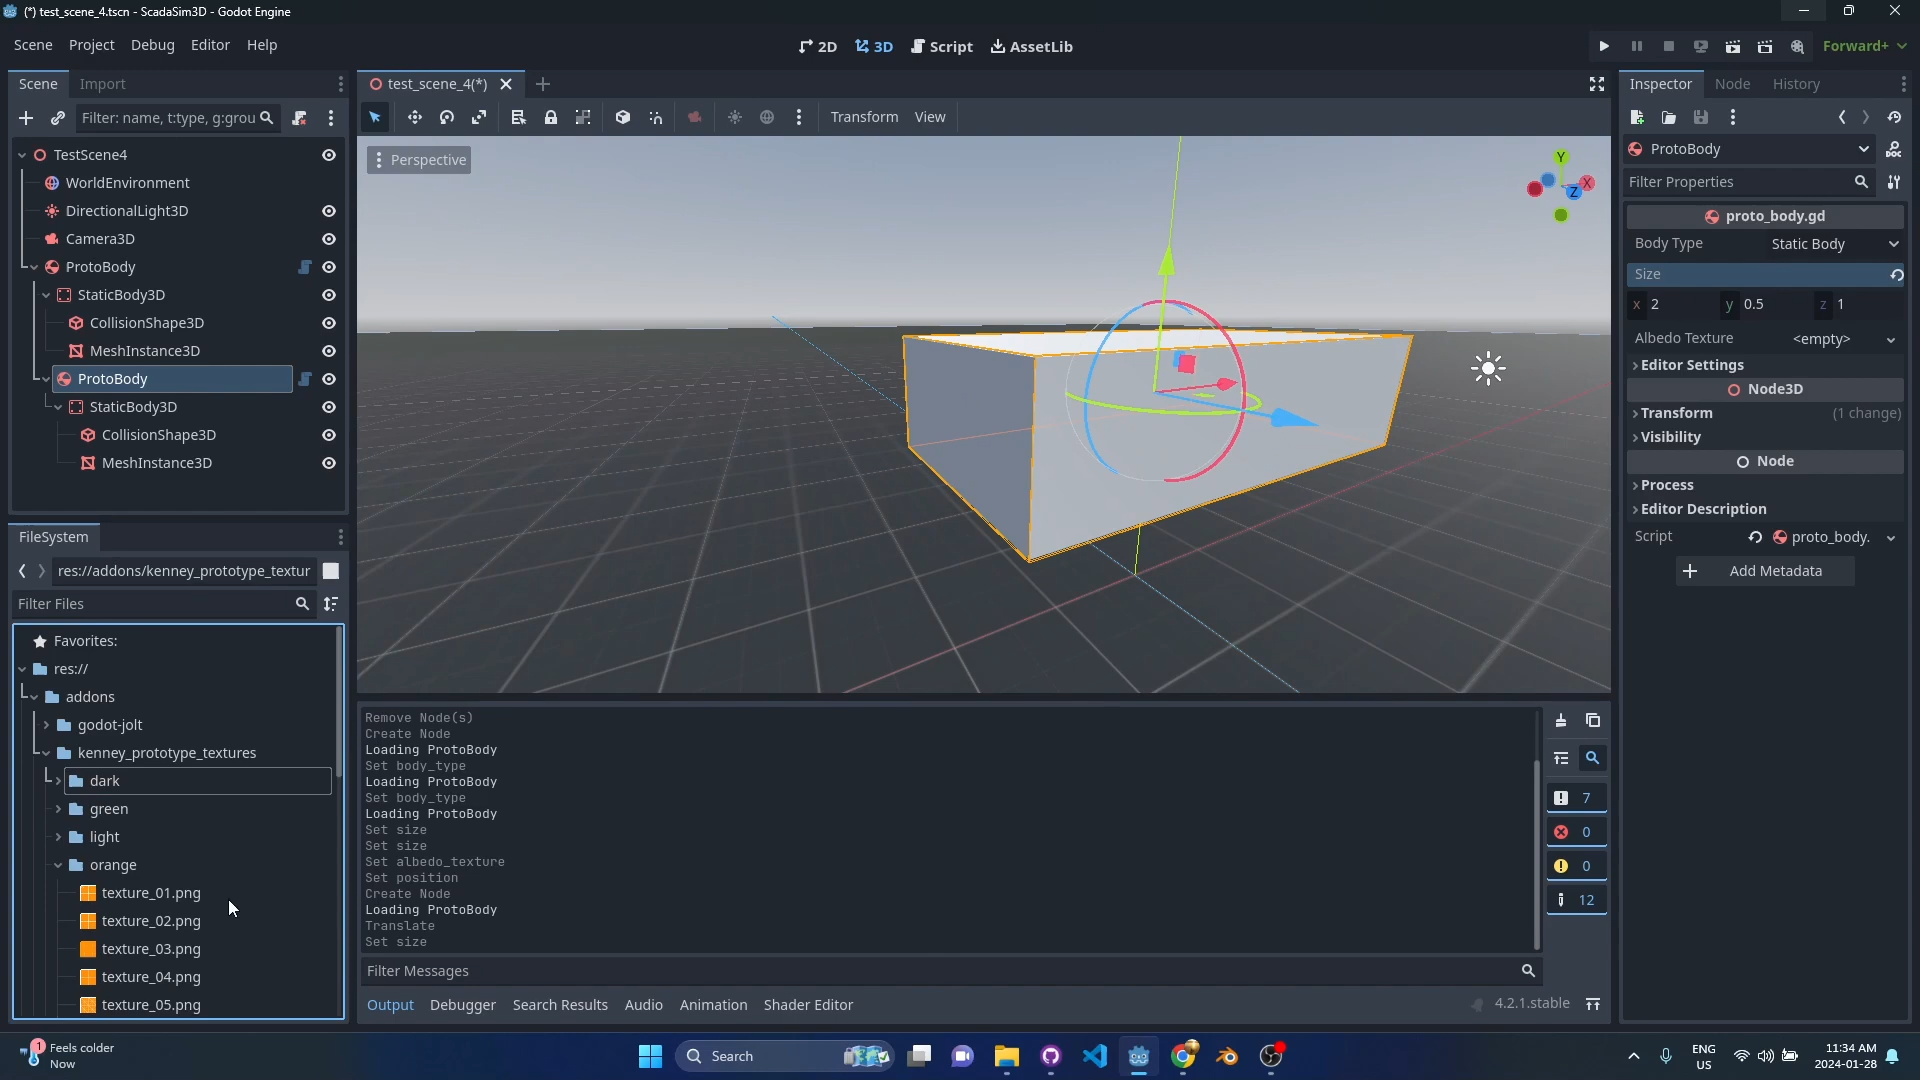 (*) test_scene_4.tscn - ScadaSim3D - Godot Engine
Scene Project Debug Editor Help
2D 3D Script AssetLib
Forward+
Scene Import
test_scene_4(*)
Inspector Node History
Filter: name, t:type, g:grou
Transform View
TestScene4
WorldEnvironment
DirectionalLight3D
Camera3D
ProtoBody
StaticBody3D
CollisionShape3D
MeshInstance3D
ProtoBody
StaticBody3D
CollisionShape3D
MeshInstance3D
Perspective
Y
X
Z
ProtoBody
Filter Properties
proto_body.gd
Body Type Static Body
Size
x 2 y 0.5 z 1
Albedo Texture <empty>
Editor Settings
Node3D
Transform (1 change)
Visibility
Node
Process
Editor Description
Script proto_body.
Add Metadata
FileSystem
res://addons/kenney_prototype_textur
Filter Files
Favorites:
res://
addons
godot-jolt
kenney_prototype_textures
dark
green
light
orange
texture_01.png
texture_02.png
texture_03.png
texture_04.png
texture_05.png
Remove Node(s)
Create Node
Loading ProtoBody
Set body_type
Loading ProtoBody
Set body_type
Loading ProtoBody
Set size
Set size
Set albedo_texture
Set position
Create Node
Loading ProtoBody
Translate
Set size
7
0
0
12
Filter Messages
Output Debugger Search Results Audio Animation Shader Editor
4.2.1.stable
1
Feels colder
Now
Search
ENG
US
11:34 AM
2024-01-28